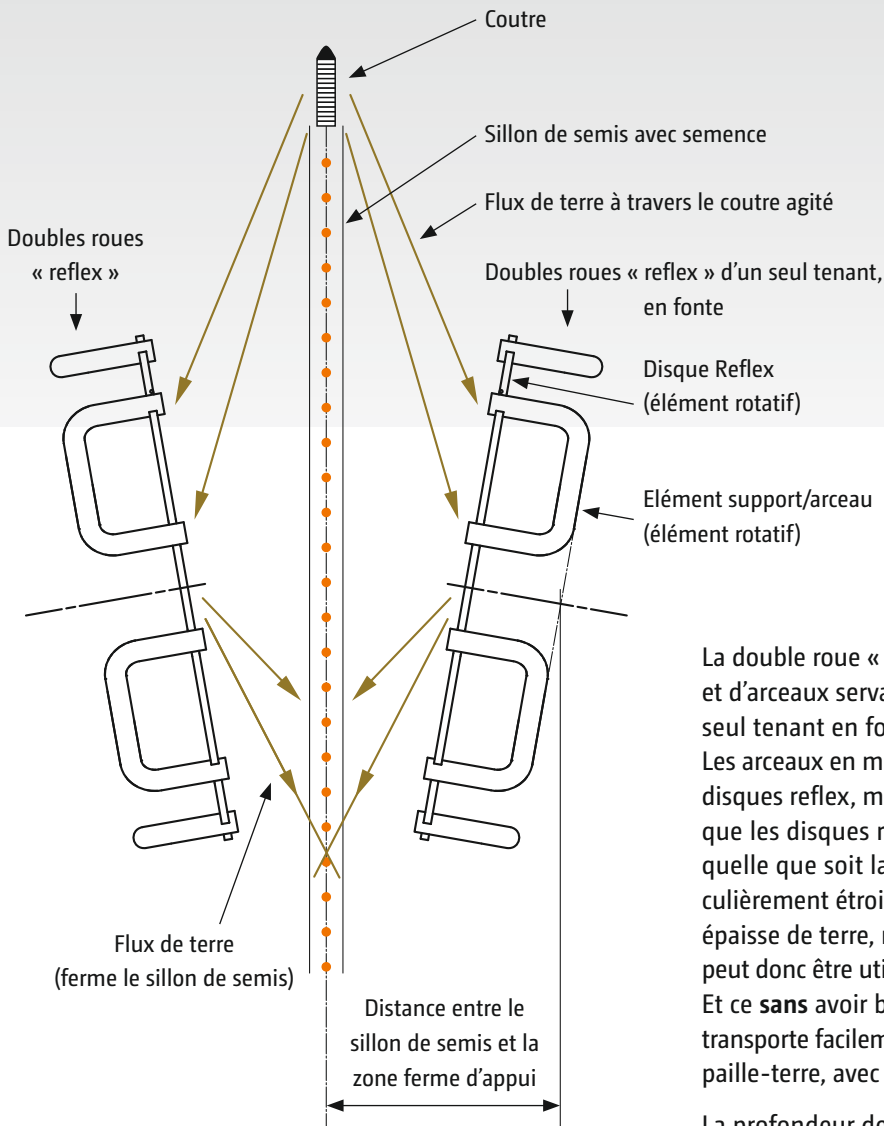 Coutre
Sillon de semis avec semence
Flux de terre à travers le coutre agité
Doubles roues
« reflex »
Doubles roues « reflex » d’un seul tenant,
en fonte
Disque Reflex
(élément rotatif)
Elément support/arceau
(élément rotatif)
Flux de terre
(ferme le sillon de semis)
Distance entre le
sillon de semis et la
zone ferme d’appui
La double roue «
et d’arceaux serva
seul tenant en fo
Les arceaux en m
disques reflex, m
que les disques
quelle que soit la
culièrement étroi
épaisse de terre,
peut donc être uti
Et ce sans avoir b
transporte facilem
paille-terre, avec
La profondeur de